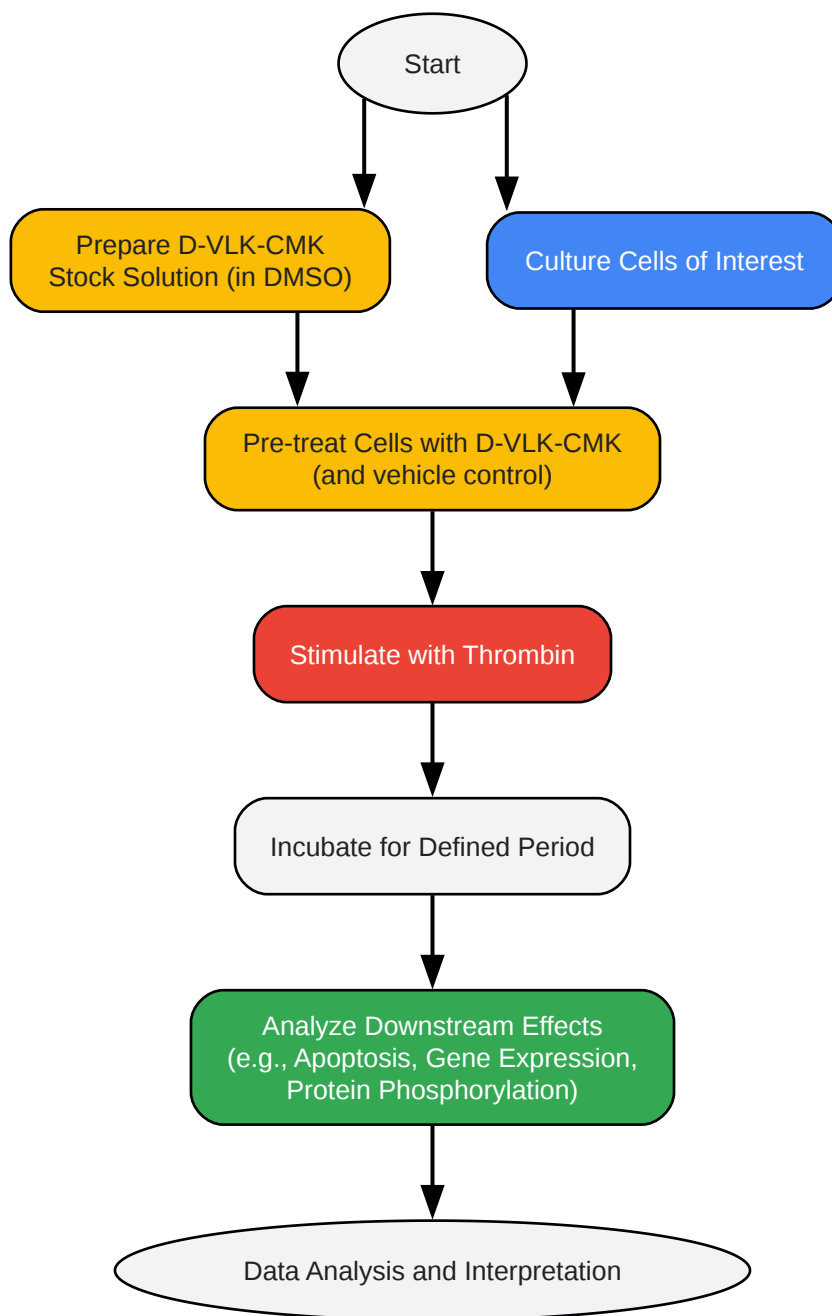 Start
Prepare D-VLK-CMK
Stock Solution (in DMSO)
Culture Cells of Interest
Pre-treat Cells with D-VLK-CMK
(and vehicle control)
Stimulate with Thrombin
Incubate for Defined Period
Analyze Downstream Effects
(e.g., Apoptosis, Gene Expression,
Protein Phosphorylation)
Data Analysis and Interpretation